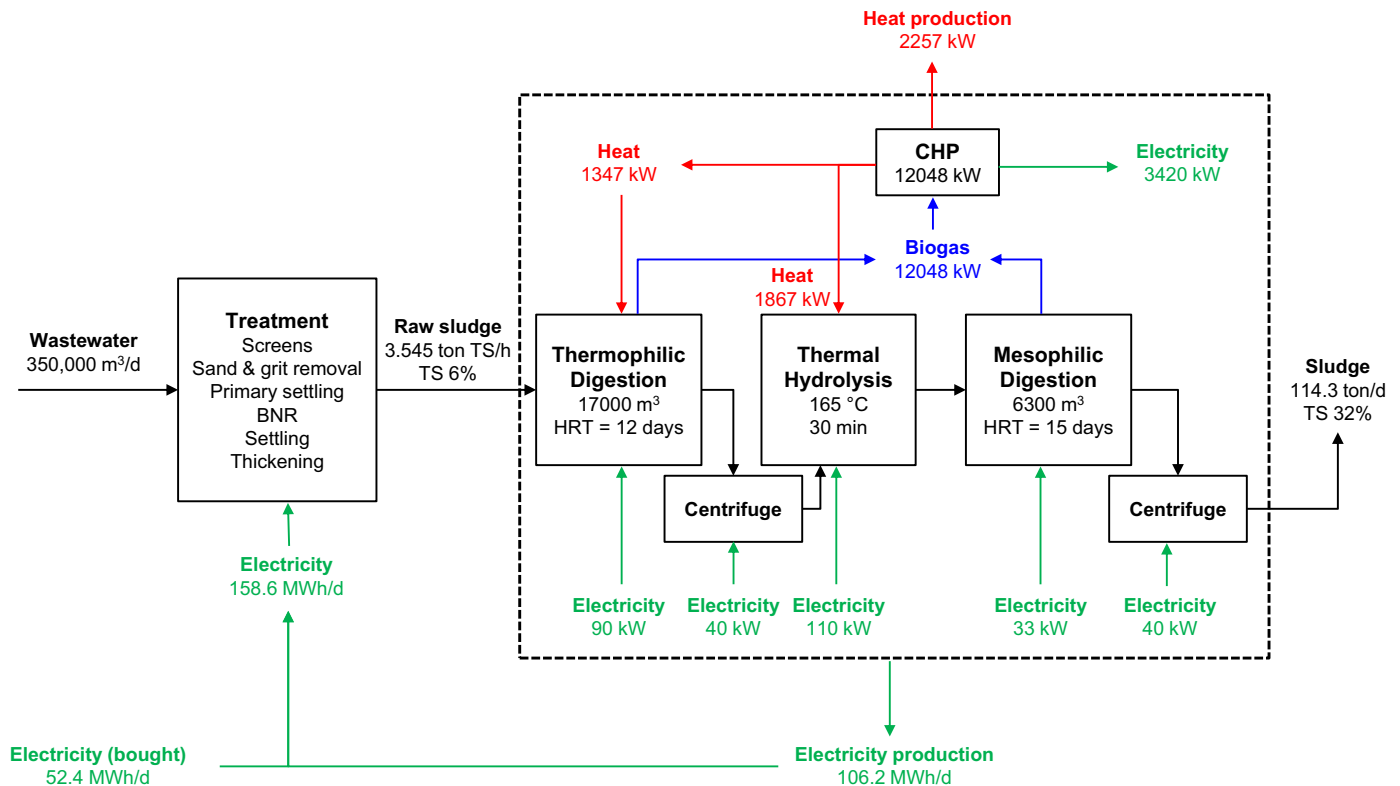 Heat production
2257 kW
CHP
12048 kW
Heat
1347 kW
Electricity
3420 kW
Biogas
12048 kW
Heat
1867 kW
Wastewater
350,000 m³/d
Treatment
Screens
Sand & grit removal
Primary settling
BNR
Settling
Thickening
Raw sludge
3.545 ton TS/h
TS 6%
Thermophilic
Digestion
17000 m³
HRT = 12 days
Thermal
Hydrolysis
165 °C
30 min
Mesophilic
Digestion
6300 m³
HRT = 15 days
Sludge
114.3 ton/d
TS 32%
Centrifuge
Centrifuge
Electricity
158.6 MWh/d
Electricity
90 kW
Electricity
40 kW
Electricity
110 kW
Electricity
33 kW
Electricity
40 kW
Electricity (bought)
52.4 MWh/d
Electricity production
106.2 MWh/d